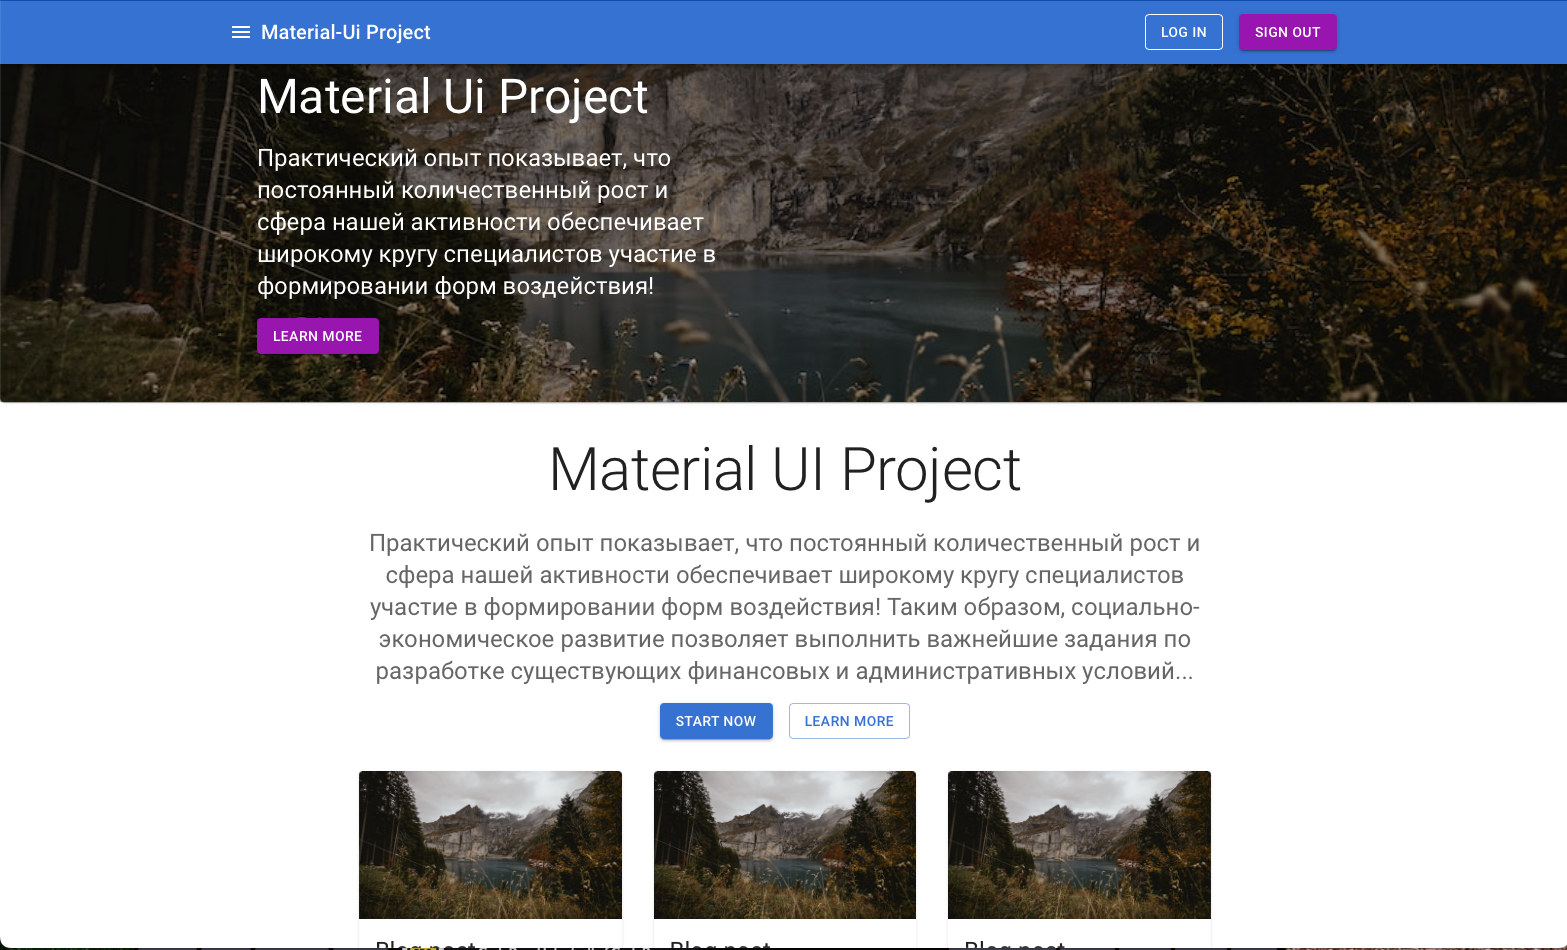 Material-Ui Project
LOG IN
SIGN OUT
Material Ui Project
Практический опыт показывает, что
постоянный количественный рост и
сфера нашей активности обеспечивает
широкому кругу специалистов участие в
формировании форм воздействия!
LEARN MORE
Material UI Project
Практический опыт показывает, что постоянный количественный рост и
сфера нашей активности обеспечивает широкому кругу специалистов
участие в формировании форм воздействия! Таким образом, социально-
экономическое развитие позволяет выполнить важнейшие задания по
разработке существующих финансовых и административных условий...
START NOW
LEARN MORE
Blog post
Blog post
Blog post